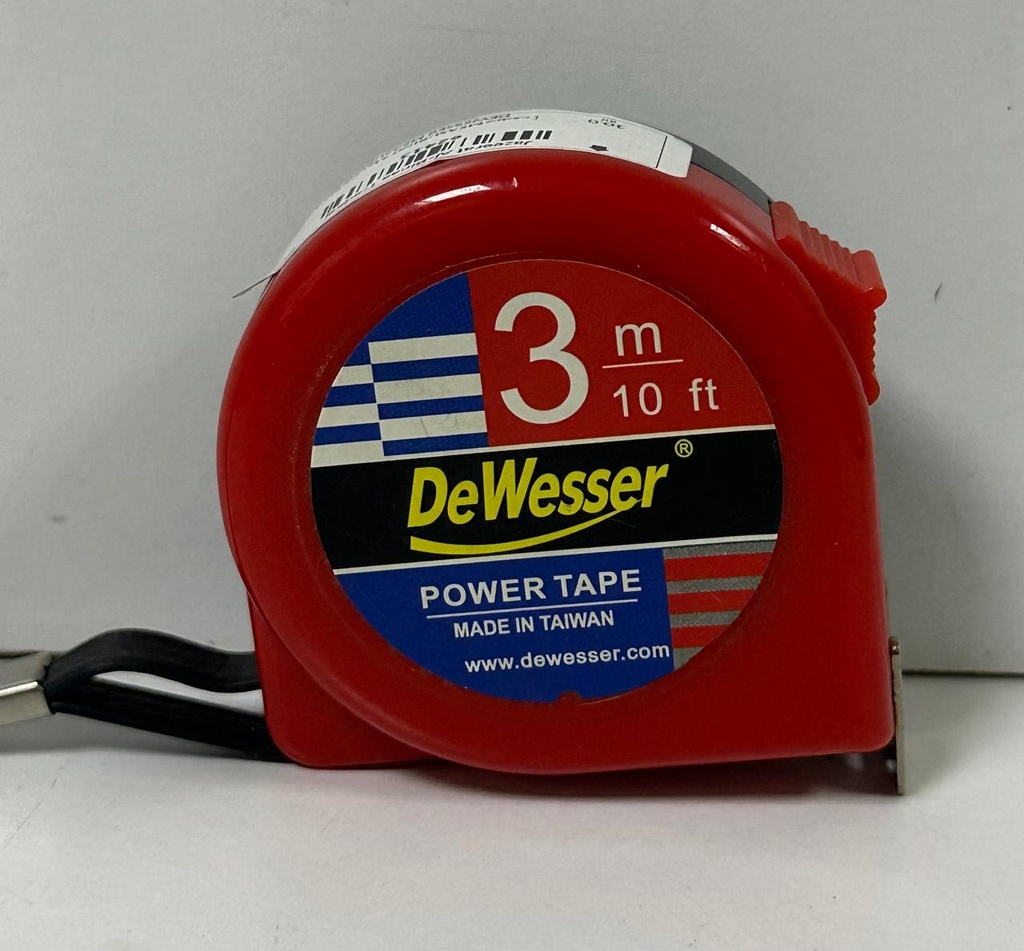 3 m
10 ft
DeWesser®
POWER TAPE
MADE IN TAIWAN
www.dewesser.com